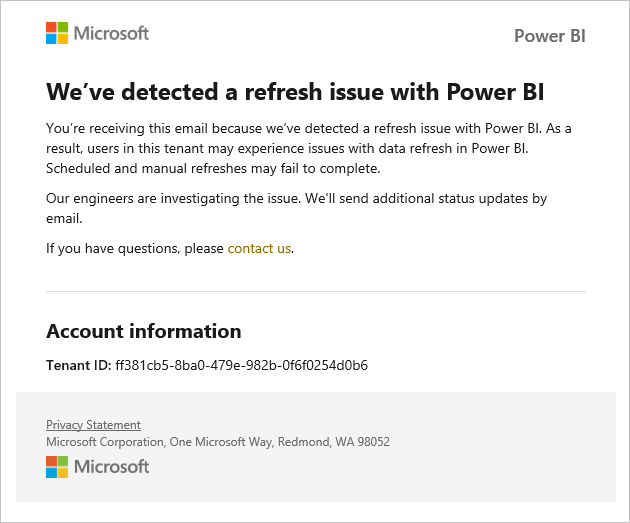 Microsoft
Power BI
We’ve detected a refresh issue with Power BI
You’re receiving this email because we’ve detected a refresh issue with Power BI. As a
result, users in this tenant may experience issues with data refresh in Power BI.
Scheduled and manual refreshes may fail to complete.
Our engineers are investigating the issue. We'll send additional status updates by
email.
If you have questions, please contact us.
Account information
Tenant ID: ff381cb5-8ba0-479e-982b-0f6f0254d0b6
Privacy Statement
Microsoft Corporation, One Microsoft Way, Redmond, WA 98052
Microsoft